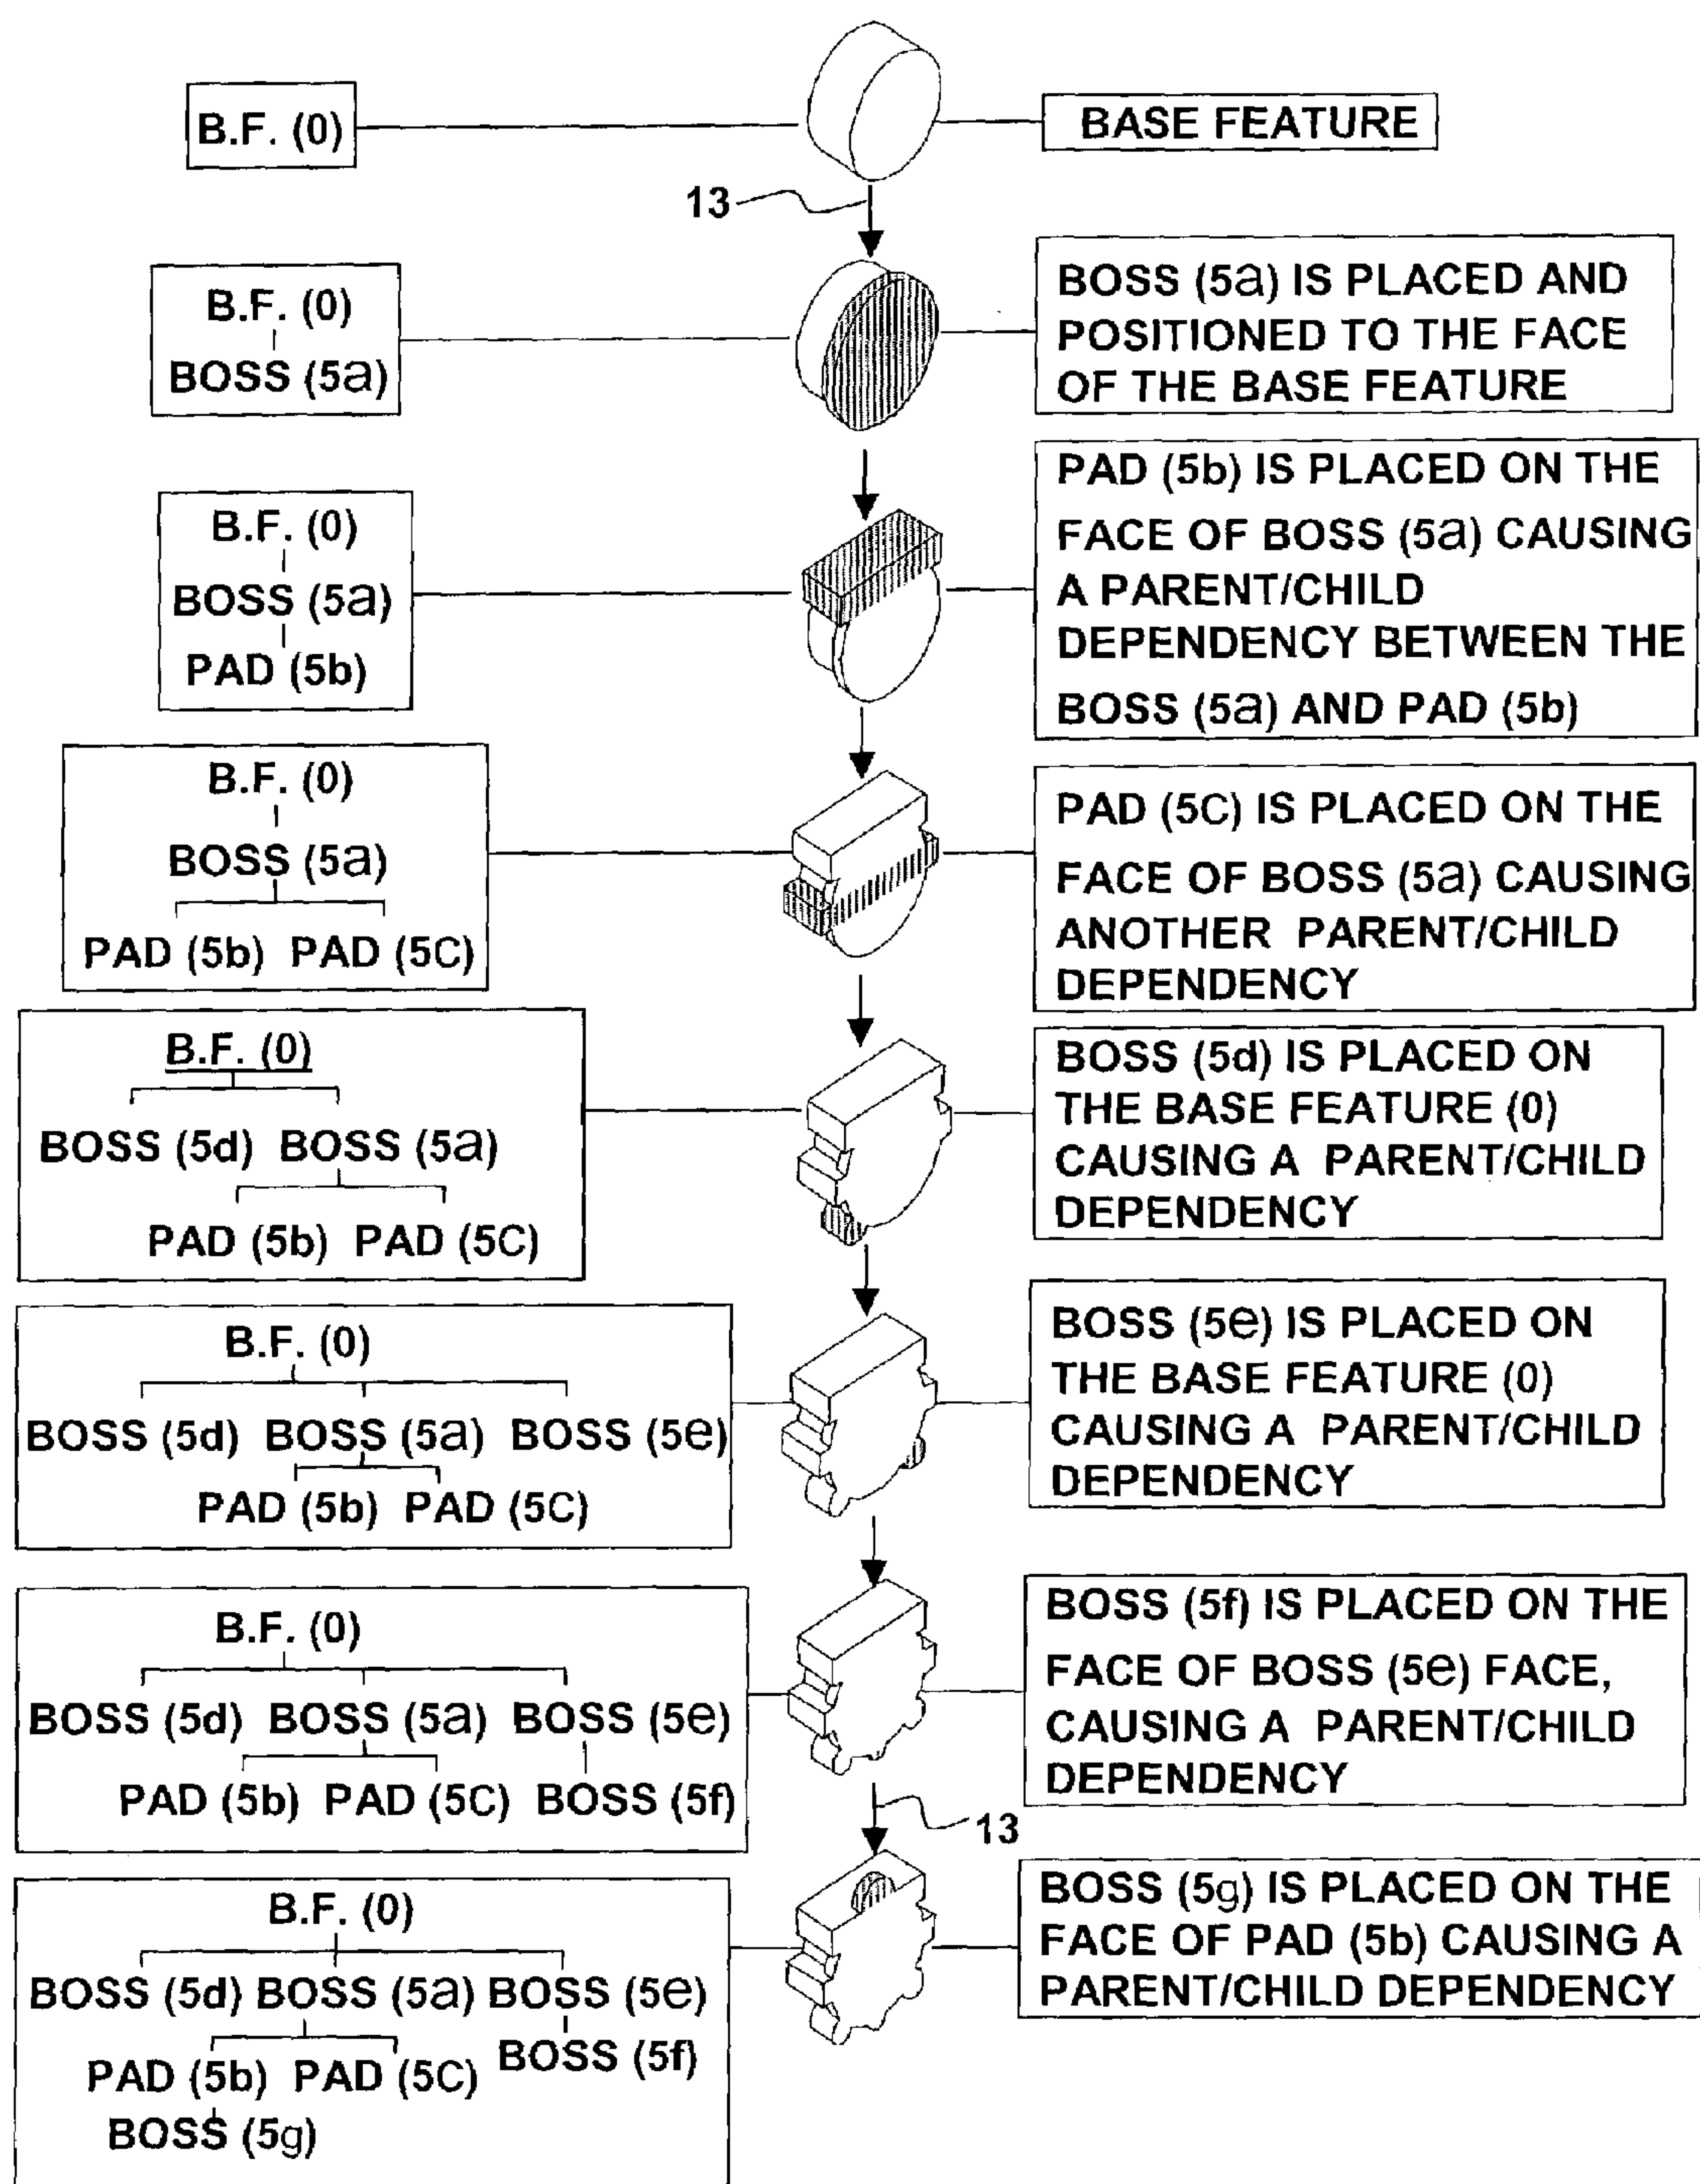 B.F. (0)
BASE FEATURE
13
B.F. (0)
BOSS (5a)
BOSS (5a) IS PLACED AND
POSITIONED TO THE FACE
OF THE BASE FEATURE
B.F. (0)
BOSS (5a)
PAD (5b)
PAD (5b) IS PLACED ON THE
FACE OF BOSS (5a) CAUSING
A PARENT/CHILD
DEPENDENCY BETWEEN THE
BOSS (5a) AND PAD (5b)
B.F. (0)
BOSS (5a)
PAD (5b) PAD (5C)
PAD (5C) IS PLACED ON THE
FACE OF BOSS (5a) CAUSING
ANOTHER PARENT/CHILD
DEPENDENCY
B.F. (0)
BOSS (5d) BOSS (5a)
PAD (5b) PAD (5C)
BOSS (5d) IS PLACED ON
THE BASE FEATURE (0)
CAUSING A PARENT/CHILD
DEPENDENCY
B.F. (0)
BOSS (5d) BOSS (5a) BOSS (5e)
PAD (5b) PAD (5C)
BOSS (5e) IS PLACED ON
THE BASE FEATURE (0)
CAUSING A PARENT/CHILD
DEPENDENCY
B.F. (0)
BOSS (5d) BOSS (5a) BOSS (5e)
PAD (5b) PAD (5C) BOSS (5f)
BOSS (5f) IS PLACED ON THE
FACE OF BOSS (5e) FACE,
CAUSING A PARENT/CHILD
DEPENDENCY
13
B.F. (0)
BOSS (5d) BOSS (5a) BOSS (5e)
PAD (5b) PAD (5C) BOSS (5f)
BOSS (5g)
BOSS (5g) IS PLACED ON THE
FACE OF PAD (5b) CAUSING A
PARENT/CHILD DEPENDENCY